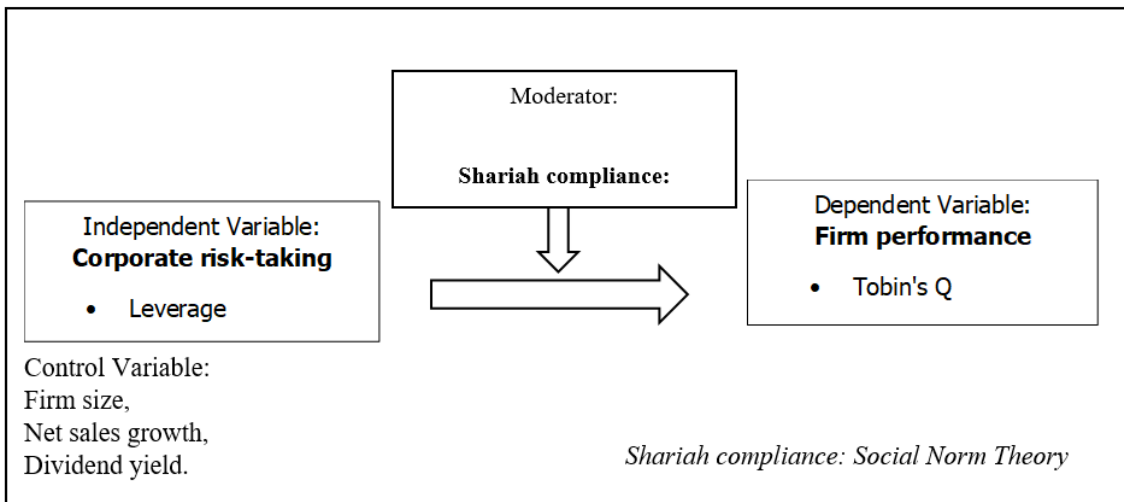 Moderator:
Shariah compliance:
Independent Variable:
Corporate risk-taking
• Leverage
Dependent Variable:
Firm performance
• Tobin's Q
Control Variable:
Firm size,
Net sales growth,
Dividend yield.
Shariah compliance: Social Norm Theory